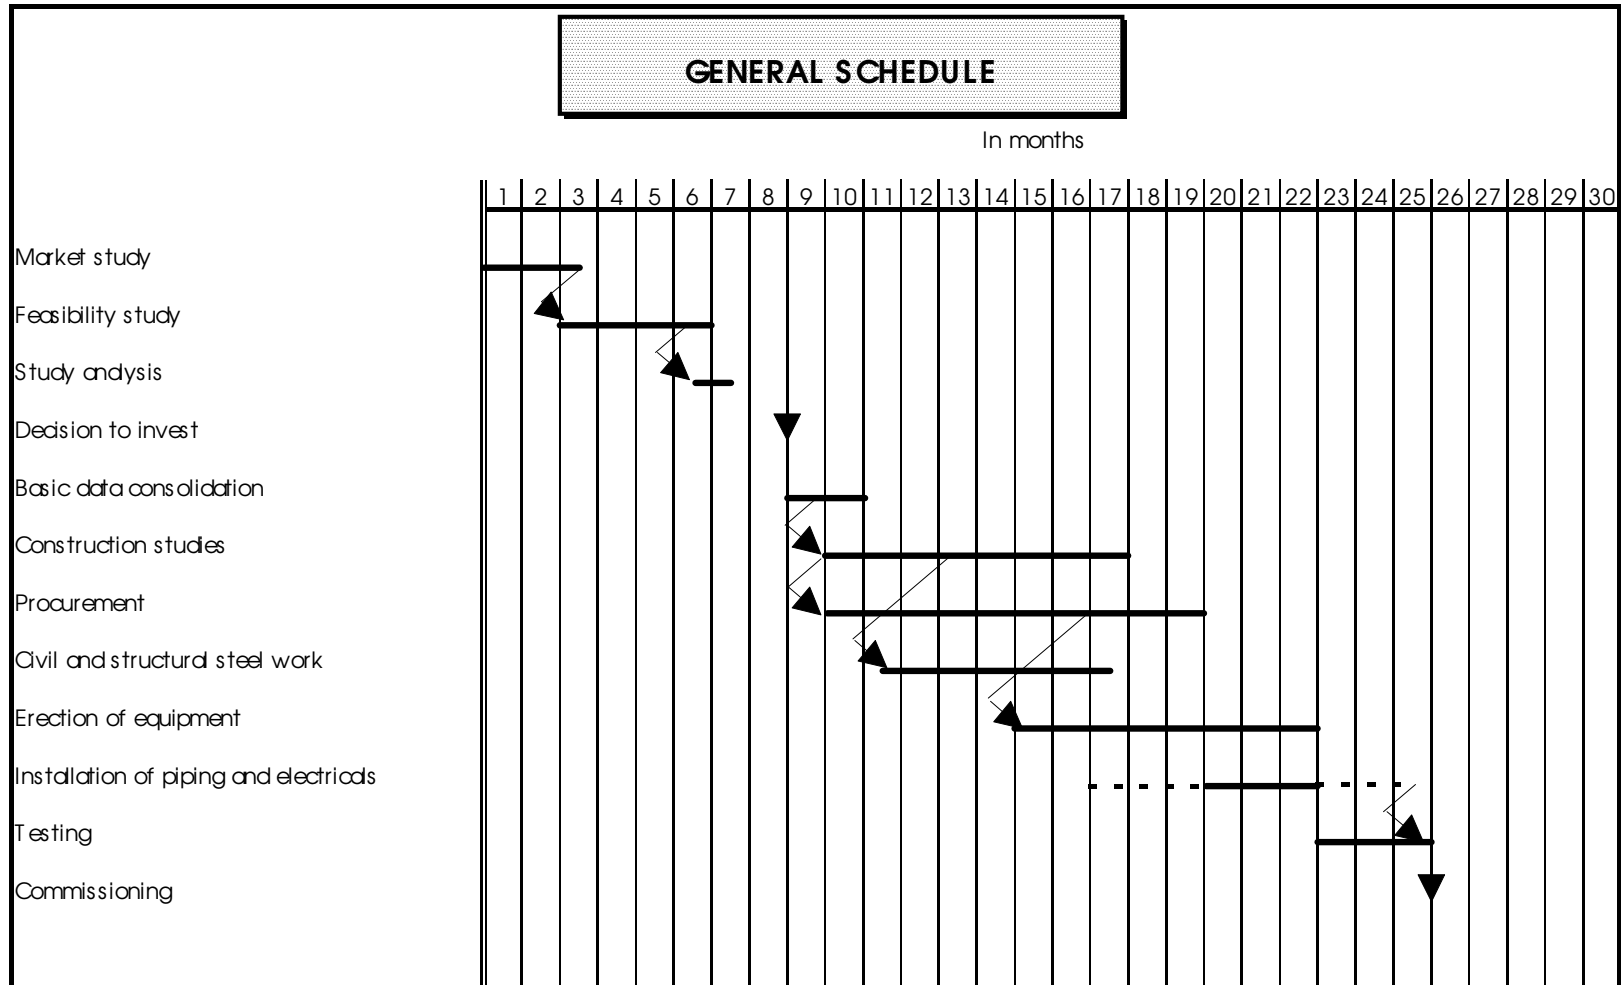 GENERAL SCHEDULE
In months
1 2 3 4 5 6 7 8 9 10 11 12 13 14 15 16 17 18 19 20 21 22 23 24 25 26 27 28 29 30
Market study
Feasibility study
Study analysis
Decision to invest
Basic data consolidation
Construction studies
Procurement
Civil and structural steel work
Erection of equipment
Installation of piping and electricals
Testing
Commissioning